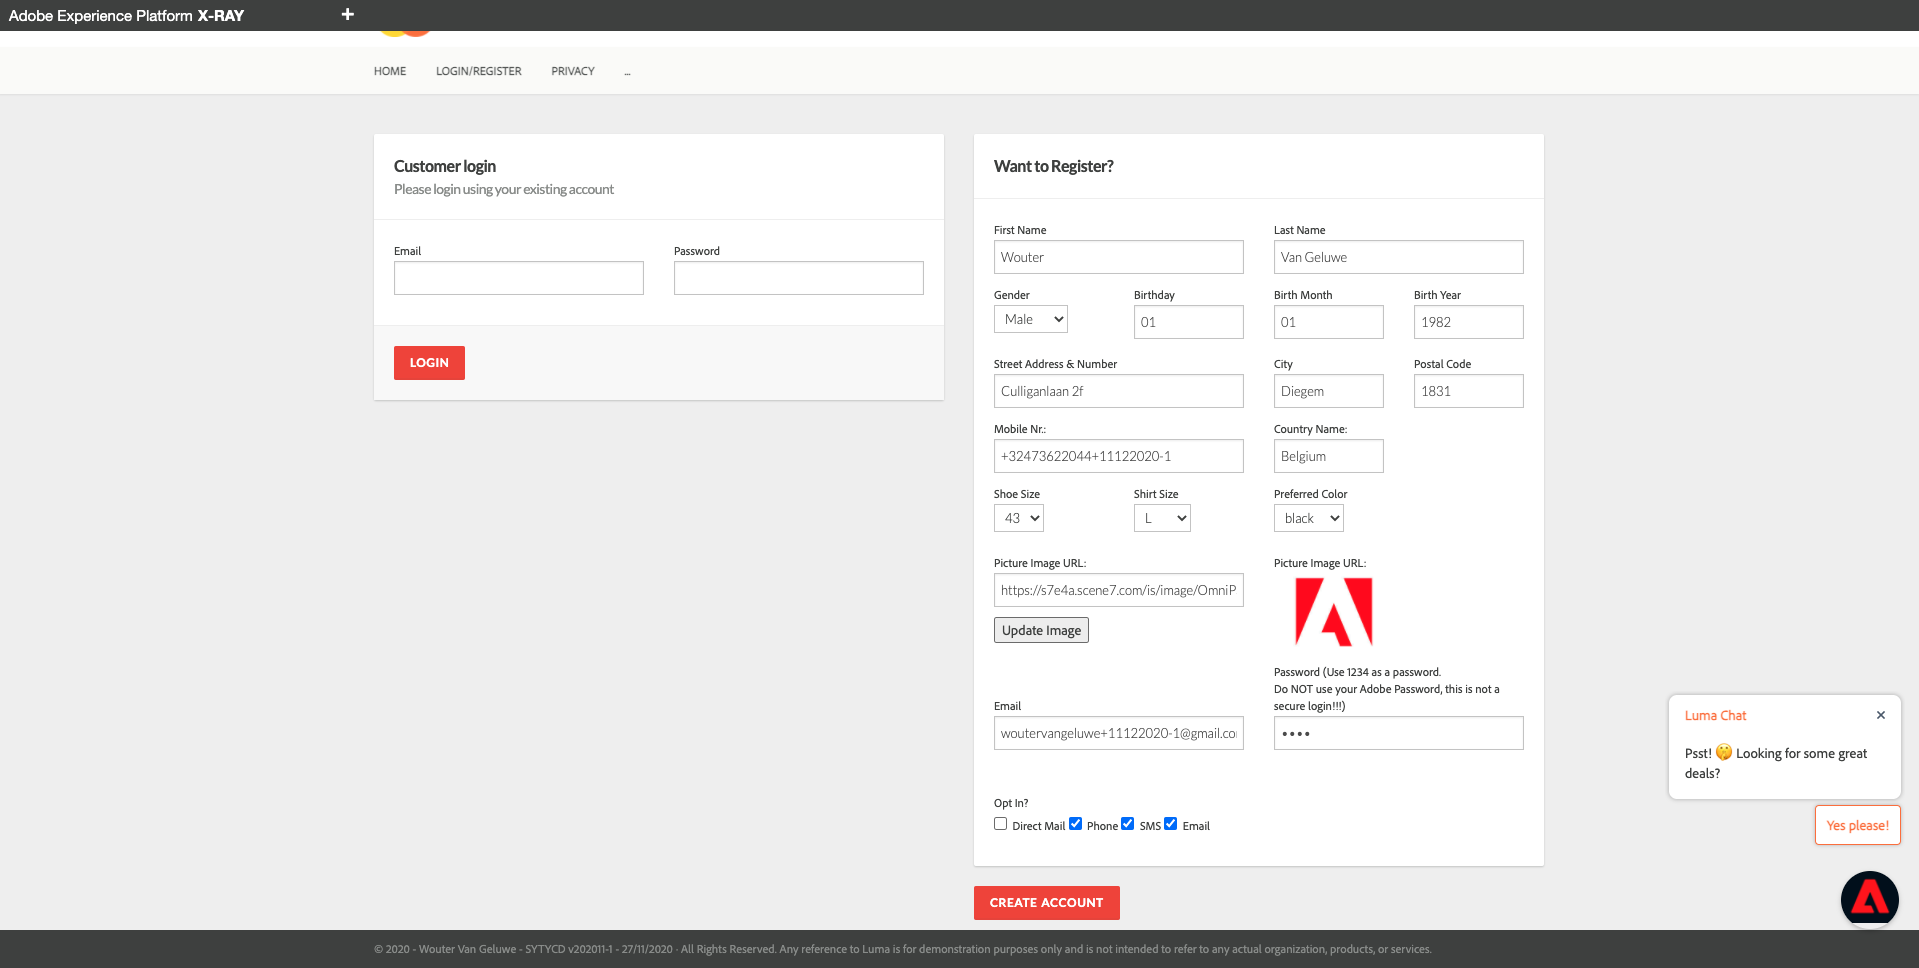 Adobe Experience Platform X-RAY +
HOME LOGIN/REGISTER PRIVACY ...
Customer login
Please login using your existing account
Email Password
LOGIN
Want to Register?
First Name Last Name
Wouter Van Geluwe
Gender Birthday Birth Month Birth Year
Male 01 01 1982
Street Address & Number City Postal Code
Culliganlaan 2f Diegem 1831
Mobile Nr.: Country Name:
+32473622044+11122020-1 Belgium
Shoe Size Shirt Size Preferred Color
43 L black
Picture Image URL: Picture Image URL:
https://s7e4a.scene7.com/is/image/OmniP
Update Image
Password (Use 1234 as a password.
Do NOT use your Adobe Password, this is not a
secure login!!!)
Email
woutervangeluwe+11122020-1@gmail.co
••••
Opt In?
Direct Mail Phone SMS Email
CREATE ACCOUNT
Luma Chat ×
Psst! 🤫 Looking for some great
deals?
Yes please!
© 2020 - Wouter Van Geluwe - SYTYCD v202011-1 - 27/11/2020 · All Rights Reserved. Any reference to Luma is for demonstration purposes only and is not intended to refer to any actual organization, products, or services.